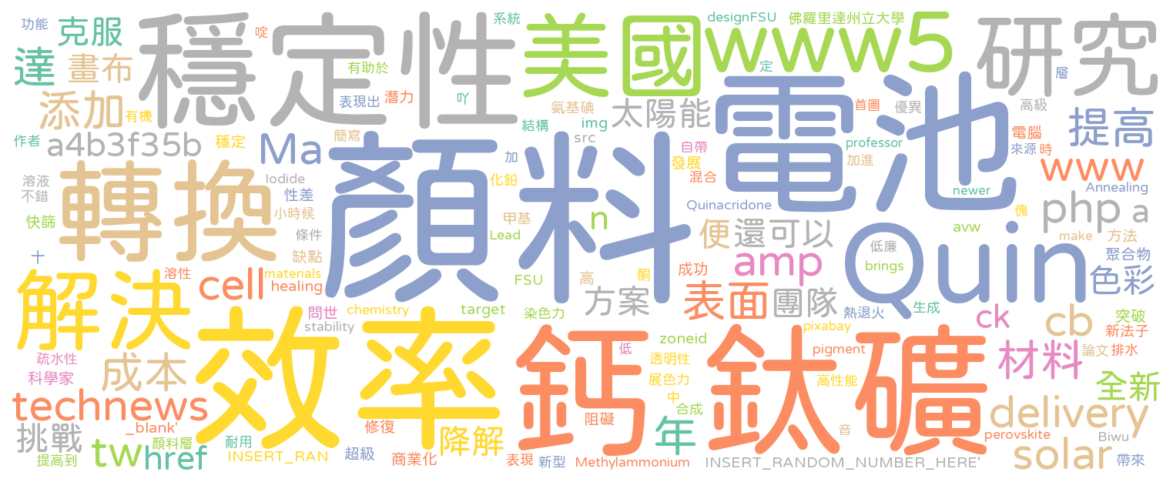 功能
克服
啶
穩定性
系統
美國
designFSU
佛羅里達州立大學
www5
研究
達
畫布
有助於
定
層
添加
有機
表現出
潛力
吖
氨基碘
太陽能
電池
首圖
優異
高級
提高
作者
a4b3f35b
穩定
簡寫
Ma
結構
img
src
自帶
professor
電腦
來源
時
www
轉換
Iodide
顏料
加
發展
混合
加進
溶液
不錯
性差
化鉛
Quinacridone
newer
Annealing
快篩
小時候
甲基
n
php
a
條件
Lead
便
還可以
avw
傀
make
方法
十
缺點
低廉
Quin
聚合物
解決
溶性
cell
materials
healing
FSU
高
酮
成功
amp
brings
色彩
問世
chemistry
target
方案
表面
團隊
熱退火
生成
stability
染色力
效率
鈣
鈦礦
pixabay
ck
cb
突破
新法子
疏水性
科學家
成本
低
zoneid
透明性
展色力
中
pigment
高性能
材料
論文
排水
全新
technews
_blank'
修復
阻礙
合成
年
音
delivery
挑戰
顏料層
耐用
降解
perovskite
Biwu
提高到
tw
href
INSERT_RAN
超級
商業化
表現
新型
Methylammonium
INSERT_RANDOM_NUMBER_HERE'
solar
帶來